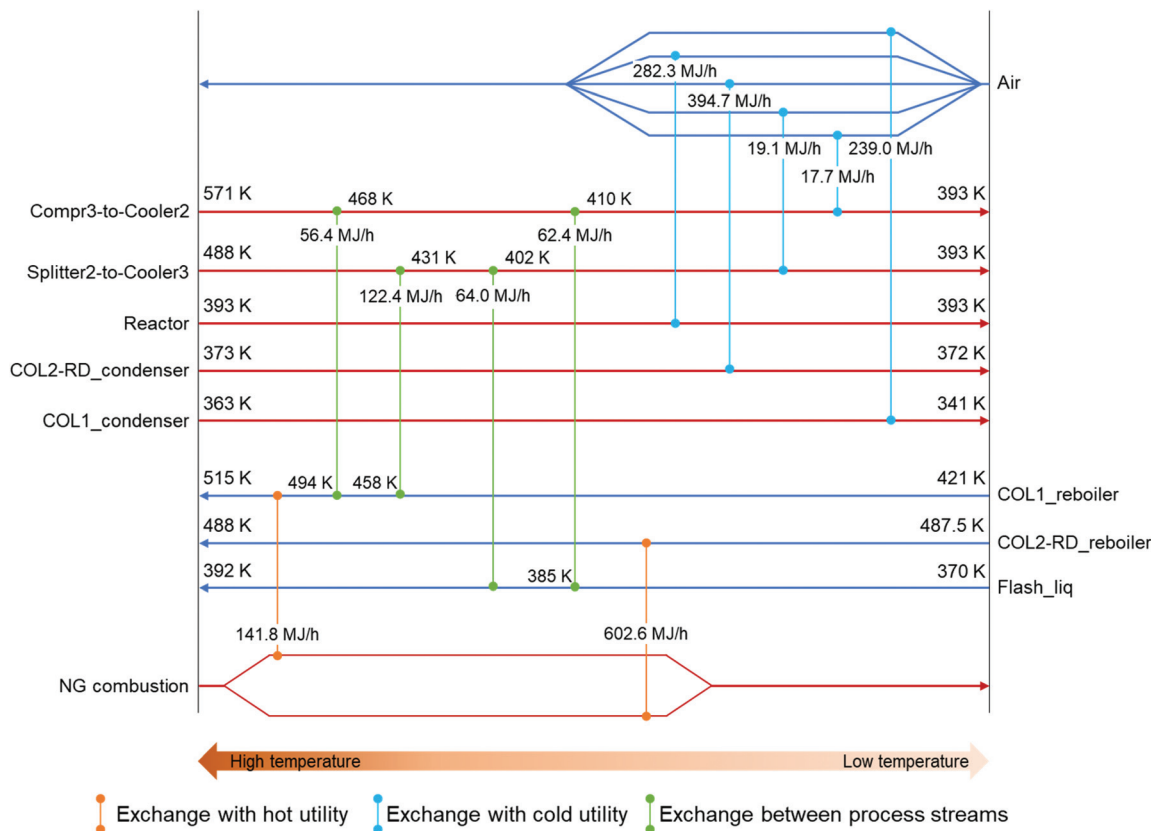 Air
282.3 MJ/h
394.7 MJ/h
19.1 MJ/h
239.0 MJ/h
17.7 MJ/h
571 K
468 K
410 K
393 K
Compr3-to-Cooler2
56.4 MJ/h
62.4 MJ/h
488 K
431 K
402 K
393 K
Splitter2-to-Cooler3
122.4 MJ/h
64.0 MJ/h
393 K
393 K
Reactor
373 K
372 K
COL2-RD_condenser
363 K
341 K
COL1_condenser
515 K
494 K
458 K
421 K
COL1_reboiler
488 K
487.5 K
COL2-RD_reboiler
392 K
385 K
370 K
Flash_liq
141.8 MJ/h
602.6 MJ/h
NG combustion
High temperature
Low temperature
Exchange with hot utility
Exchange with cold utility
Exchange between process streams